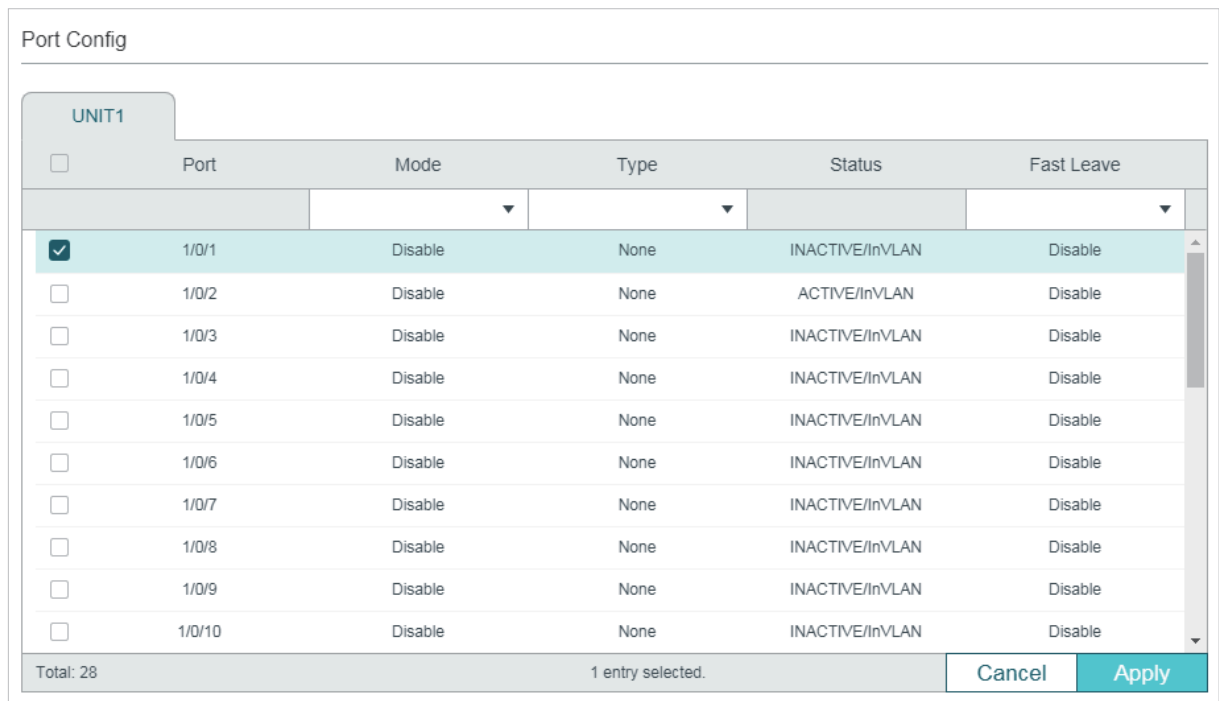 Port Config
UNIT1
Port Mode Type Status Fast Leave
1/0/1 Disable None INACTIVE/InVLAN Disable
1/0/2 Disable None ACTIVE/InVLAN Disable
1/0/3 Disable None INACTIVE/InVLAN Disable
1/0/4 Disable None INACTIVE/InVLAN Disable
1/0/5 Disable None INACTIVE/InVLAN Disable
1/0/6 Disable None INACTIVE/InVLAN Disable
1/0/7 Disable None INACTIVE/InVLAN Disable
1/0/8 Disable None INACTIVE/InVLAN Disable
1/0/9 Disable None INACTIVE/InVLAN Disable
1/0/10 Disable None INACTIVE/InVLAN Disable
Total: 28 1 entry selected. Cancel Apply